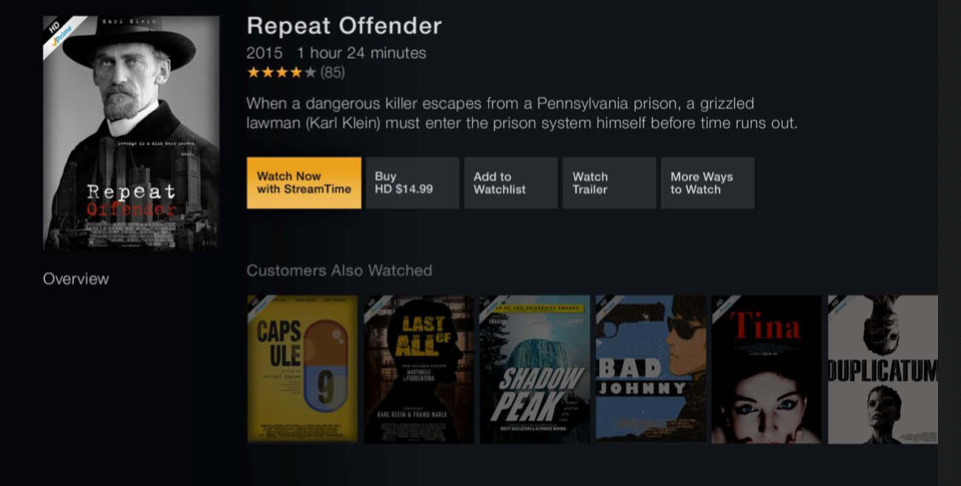 HD
Prime
Karl Klein
revenge is a dish best served
cold.
Repeat
Offender
Overview
Repeat Offender
2015 1 hour 24 minutes
(85)
When a dangerous killer escapes from a Pennsylvania prison, a grizzled
lawman (Karl Klein) must enter the prison system himself before time runs out.
Watch Now
with StreamTime
Buy
HD $14.99
Add to
Watchlist
Watch
Trailer
More Ways
to Watch
Customers Also Watched
CAPS
ULE
9
LAST
OF
ALL
MARTINELLI
FIORENTINA
KARL KLEIN & FRANO NABLE
SHADOW
PEAK
BAD
JOHNNY
Tina
DUPLICATUM